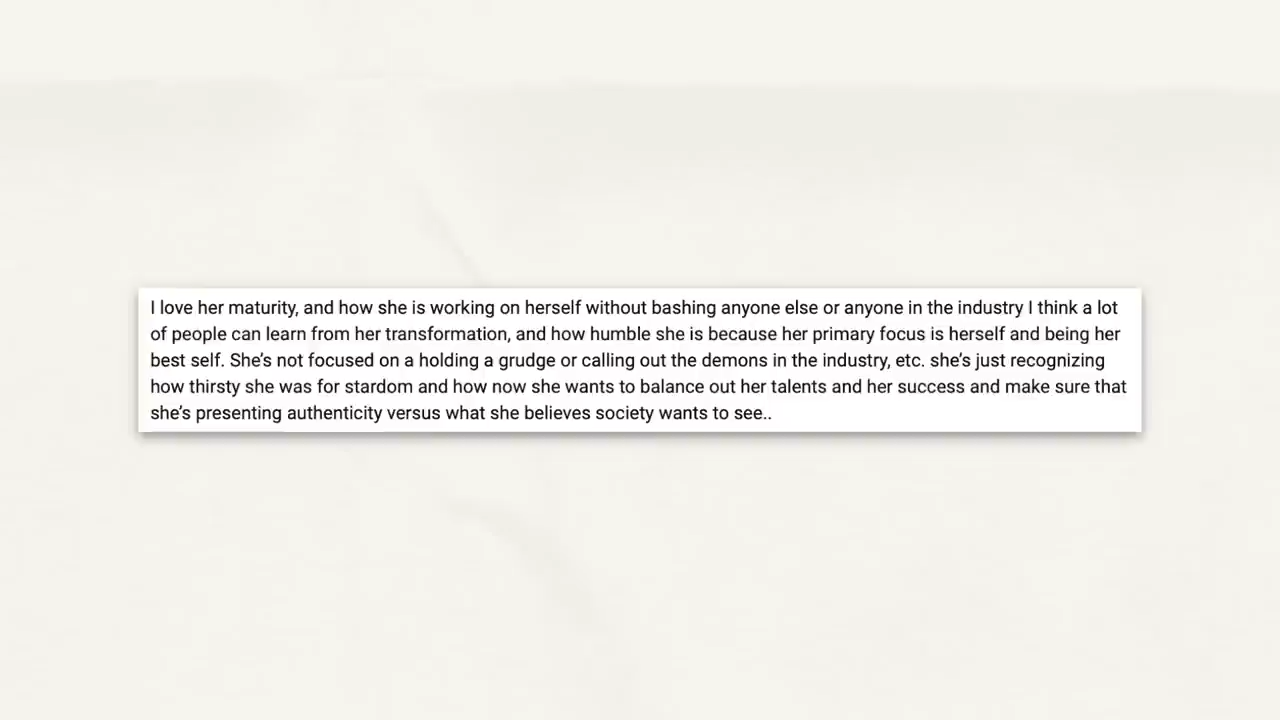 I love her maturity, and how she is working on herself without bashing anyone else or anyone in the industry I think a lot
of people can learn from her transformation, and how humble she is because her primary focus is herself and being her
best self. She’s not focused on a holding a grudge or calling out the demons in the industry, etc. she’s just recognizing
how thirsty she was for stardom and how now she wants to balance out her talents and her success and make sure that
she’s presenting authenticity versus what she believes society wants to see..